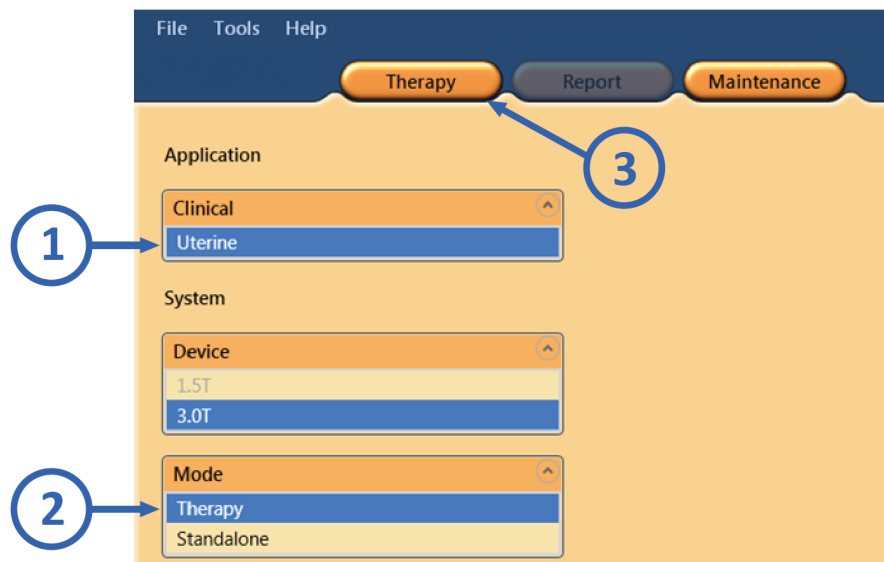 File Tools Help
Therapy Report Maintenance
3
Application
Clinical
1
Uterine
System
Device
1.5T
3.0T
Mode
2
Therapy
Standalone